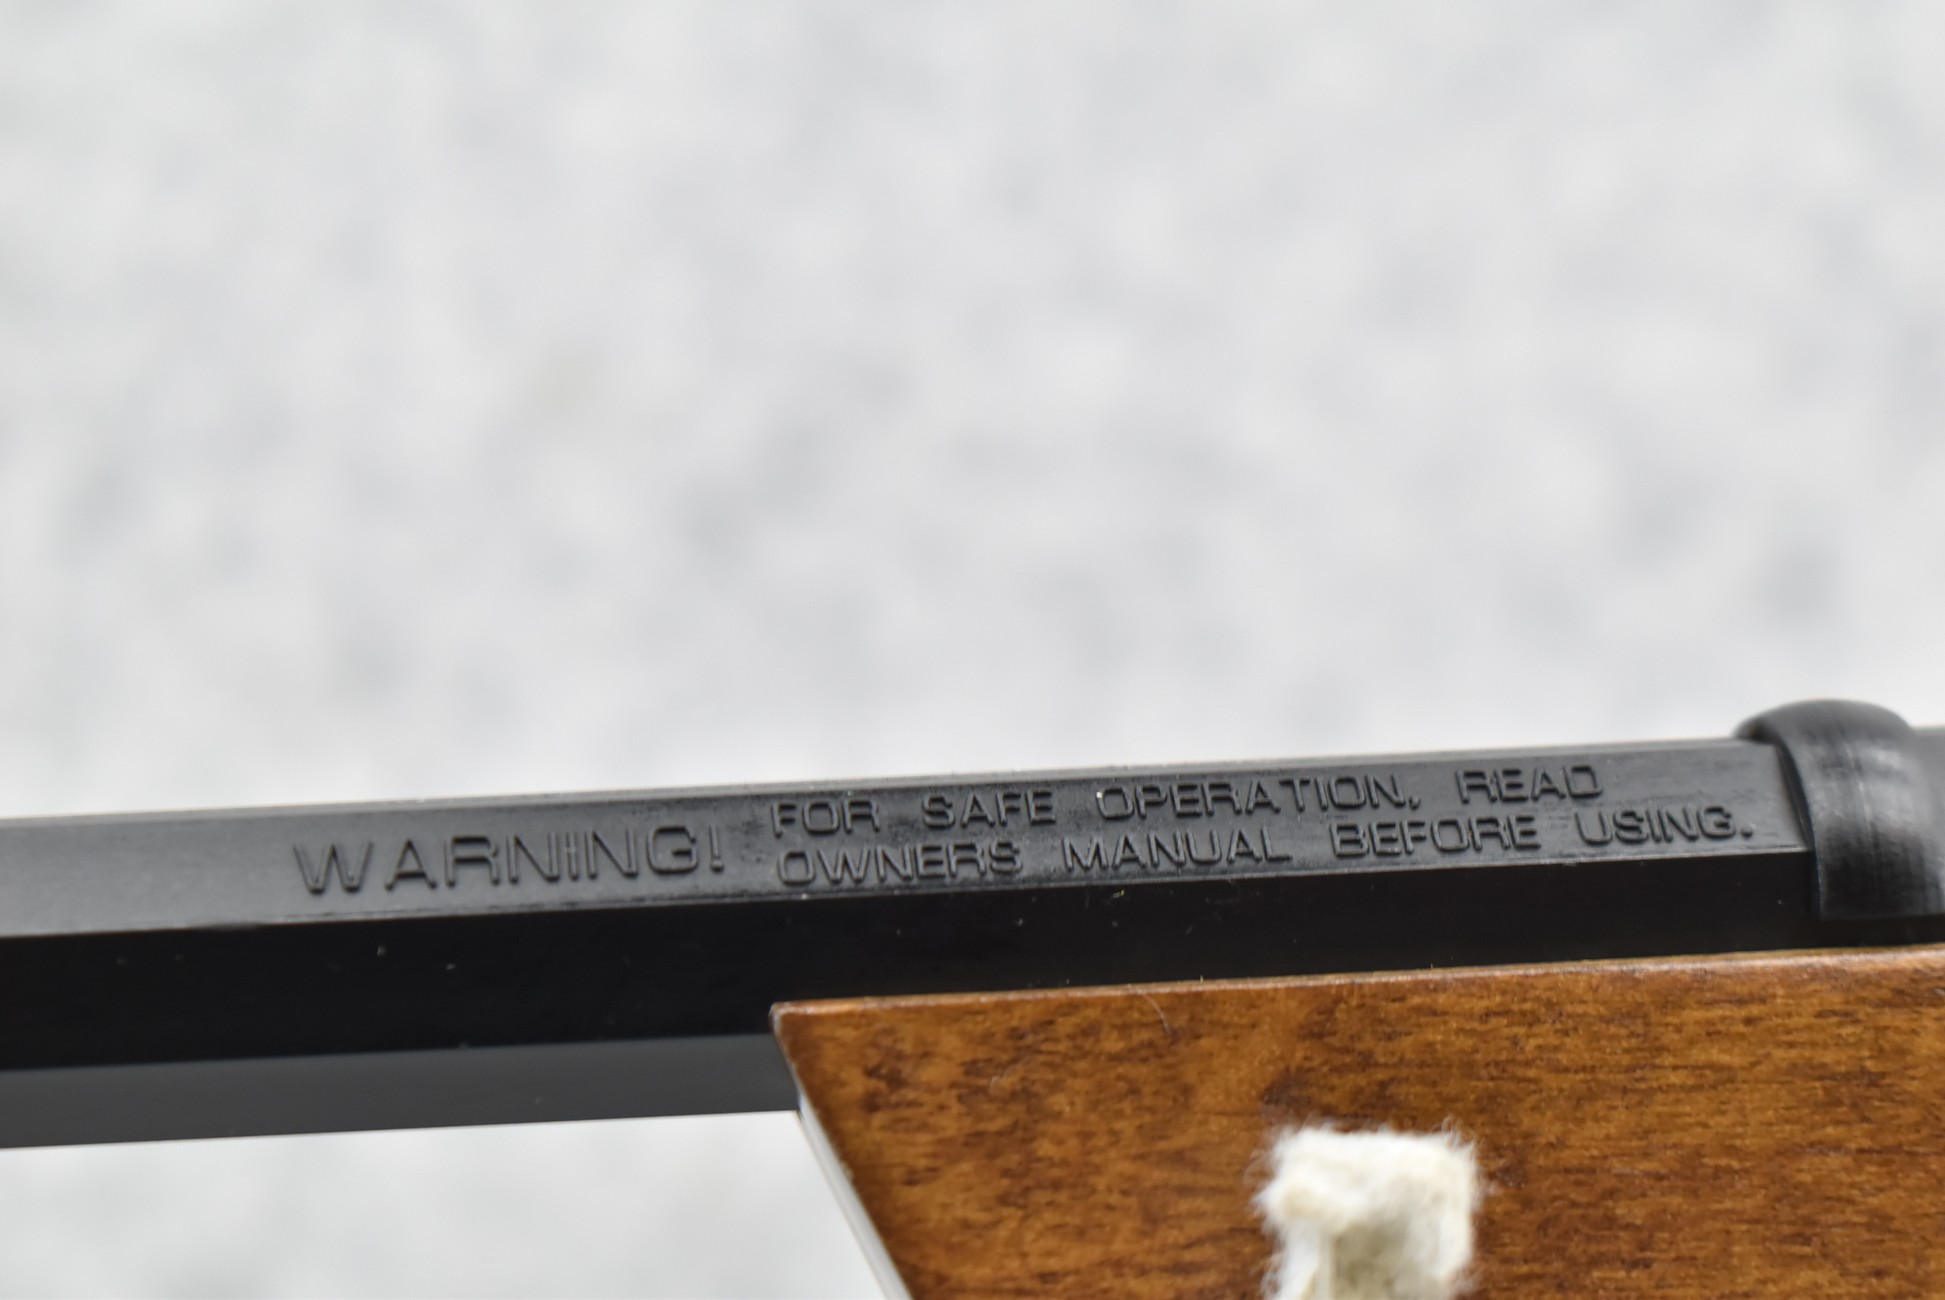 WARNING!
FOR SAFE OPERATION, READ
OWNERS MANUAL BEFORE USING.